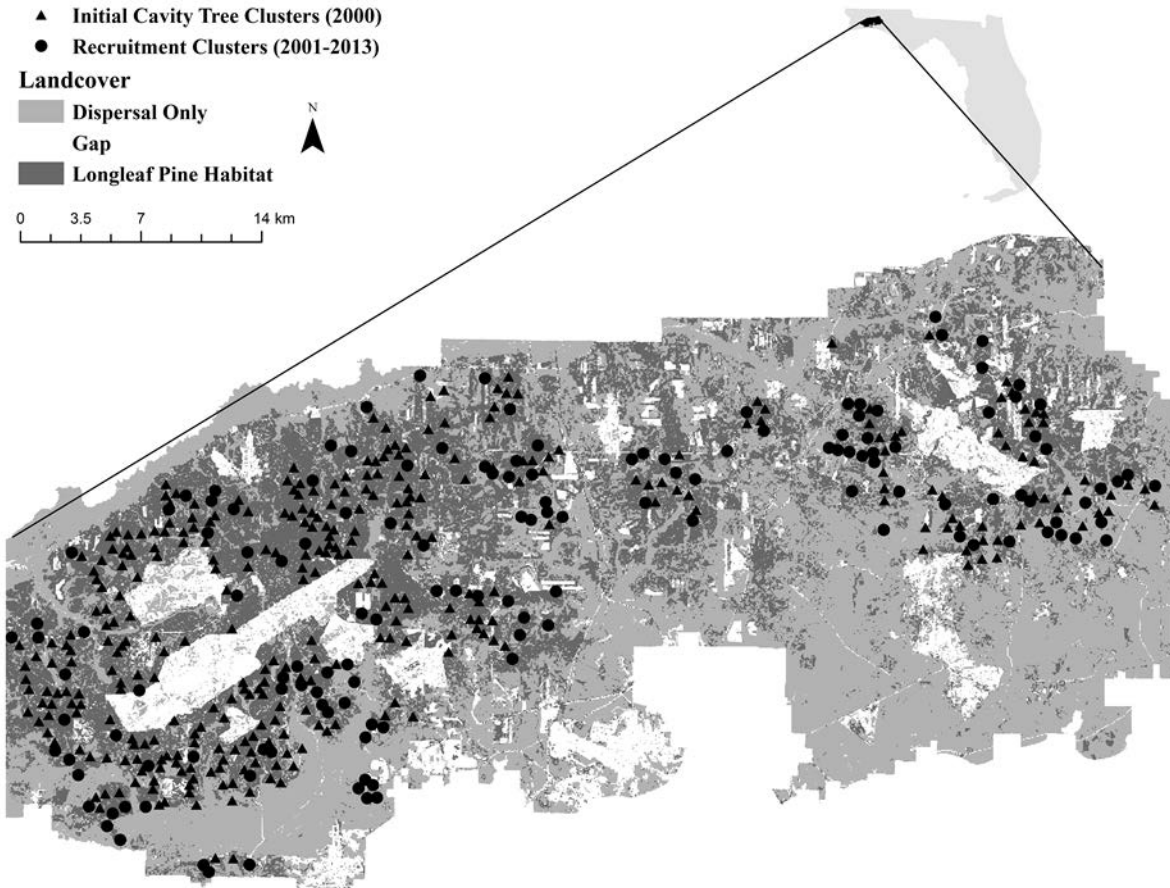 Initial Cavity Tree Clusters (2000)
Recruitment Clusters (2001-2013)
Landcover
Dispersal Only
Gap
Longleaf Pine Habitat
N
0 3.5 7 14 km